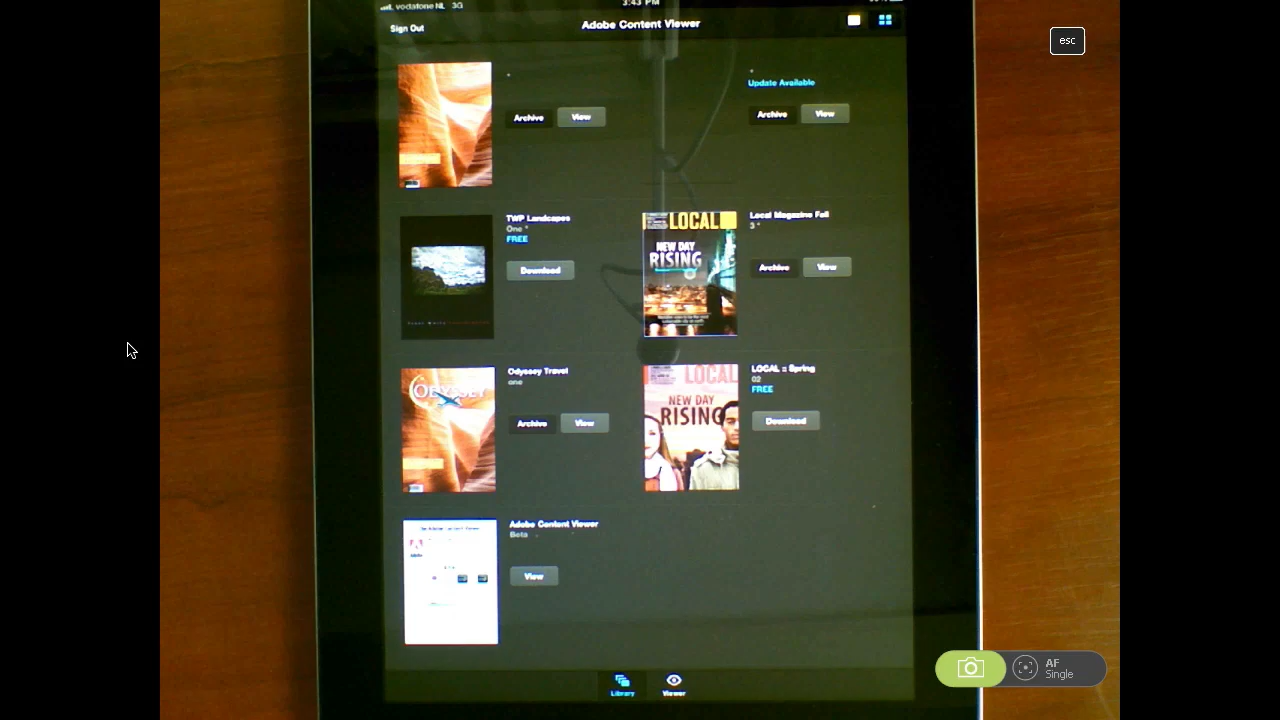 vodafone NL 3G
3:43 PM
Sign Out
Adobe Content Viewer
esc
Archive View
Update Available
Archive View
TWP Landscapes
One *
FREE
Download
LOCAL
NEW DAY
RISING
Local Magazine Fall
3 *
Archive View
ODYSSEY
Odyssey Travel
one
Archive View
LOCAL
NEW DAY
RISING
LOCAL :: Spring
02
FREE
Download
Adobe Content Viewer
Beta
View
Library
Viewer
AF
Single